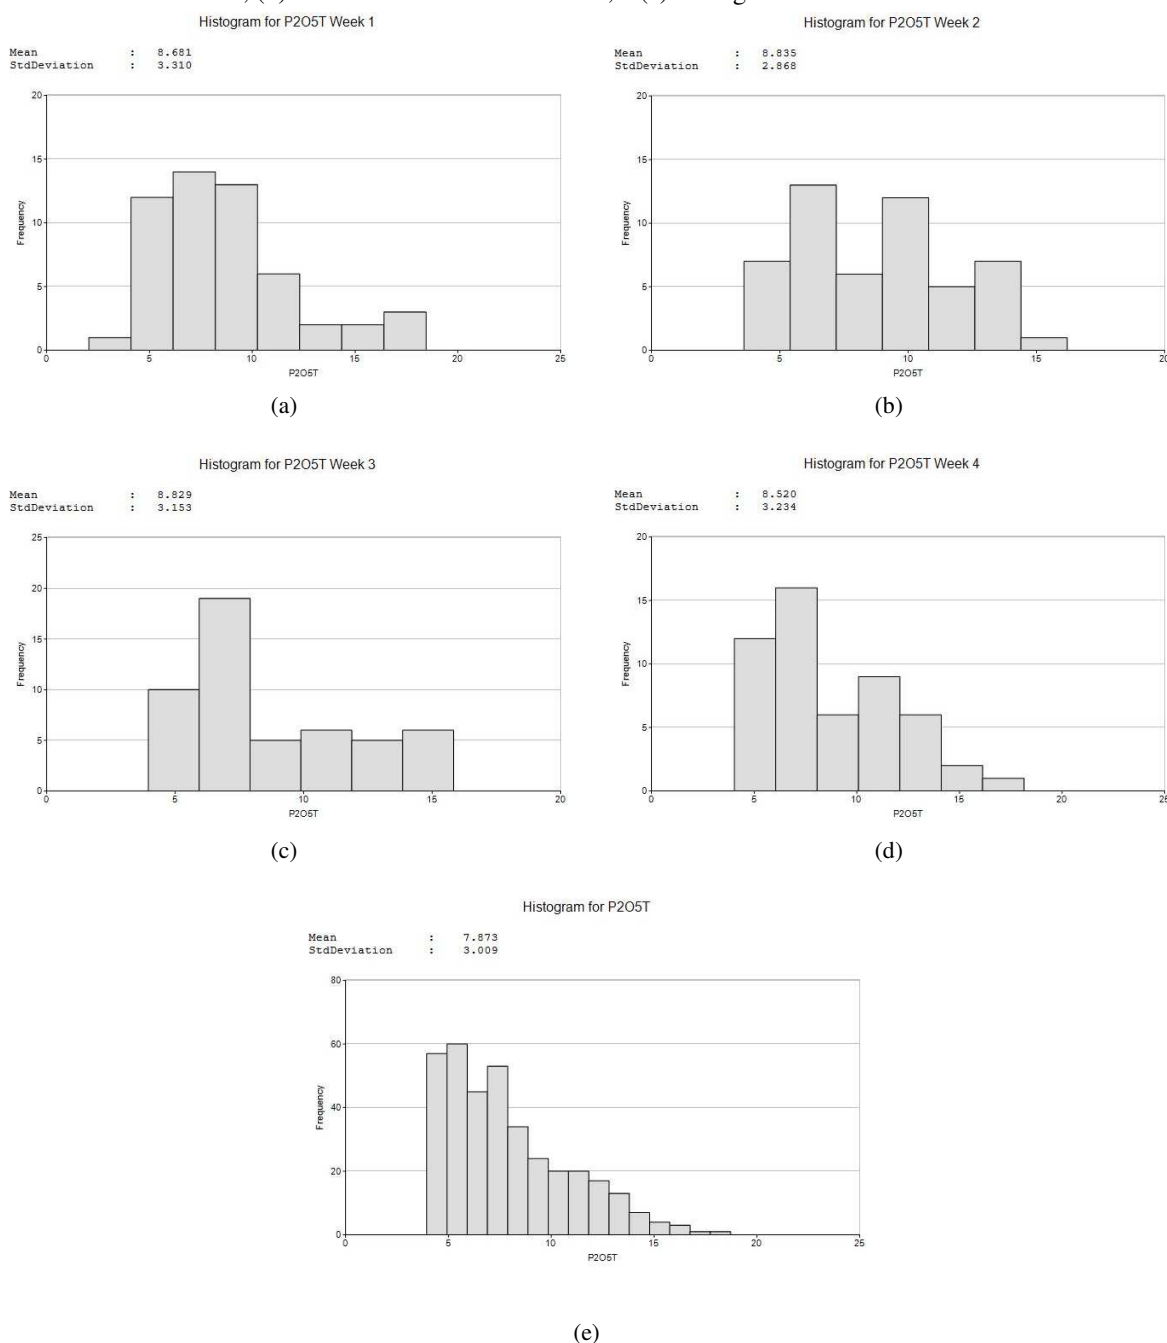 Histogram for P2O5T Week 1
Mean : 8.681
StdDeviation : 3.310
20
15
10
5
0
Frequency
0 5 10 15 20 25
P2O5T
(a)
Histogram for P2O5T Week 2
Mean : 8.835
StdDeviation : 2.868
20
15
10
5
0
Frequency
0 5 10 15 20
P2O5T
(b)
Histogram for P2O5T Week 3
Mean : 8.829
StdDeviation : 3.153
25
20
15
10
5
0
Frequency
0 5 10 15 20
P2O5T
(c)
Histogram for P2O5T Week 4
Mean : 8.520
StdDeviation : 3.234
20
15
10
5
0
Frequency
0 5 10 15 20 25
P2O5T
(d)
Histogram for P2O5T
Mean : 7.873
StdDeviation : 3.009
80
60
40
20
0
Frequency
0 5 10 15 20 25
P2O5T
(e)